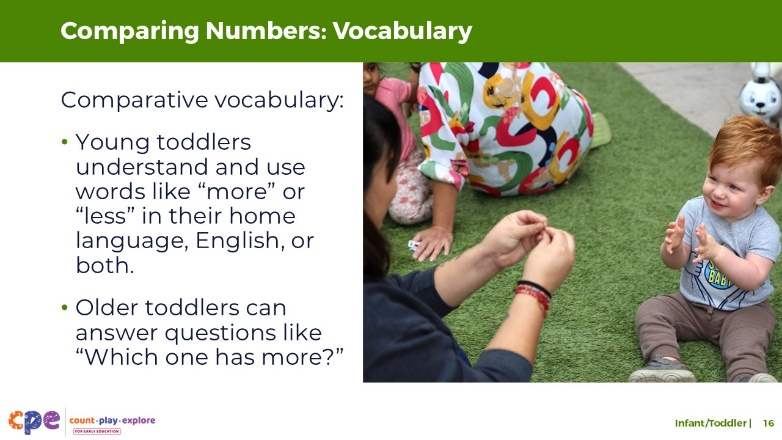 Comparing Numbers: Vocabulary
Comparative vocabulary:
• Young toddlers
understand and use
words like “more” or
“less” in their home
language, English, or
both.
• Older toddlers can
answer questions like
“Which one has more?”
cpe
count·play·explore
FOR EARLY EDUCATION
Infant/Toddler | 16